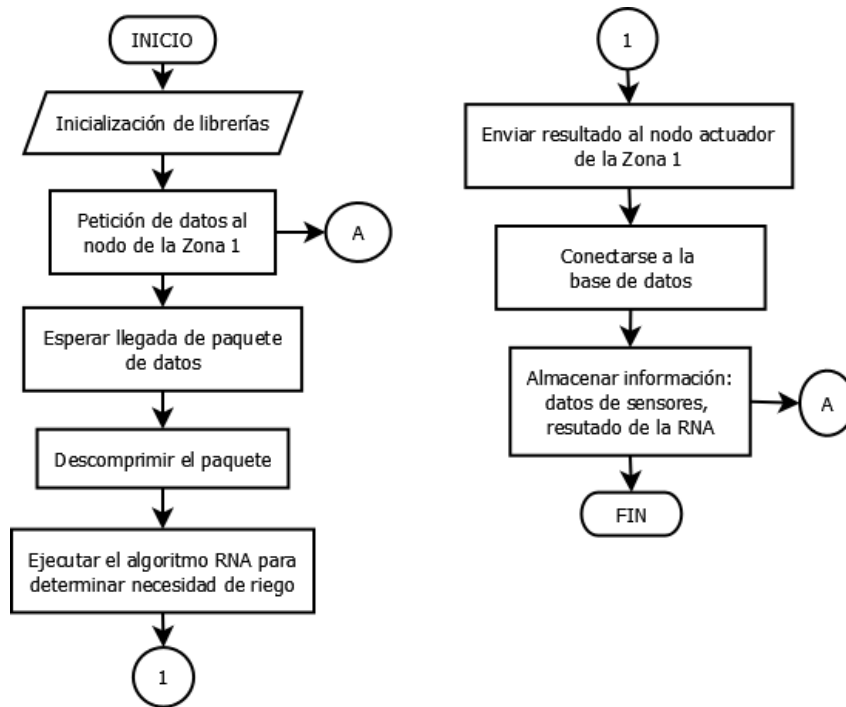 INICIO
Inicialización de librerías
Petición de datos al
nodo de la Zona 1
A
Esperar llegada de paquete
de datos
Descomprimir el paquete
Ejecutar el algoritmo RNA para
determinar necesidad de riego
1
1
Enviar resultado al nodo actuador
de la Zona 1
Conectarse a la
base de datos
Almacenar información:
datos de sensores,
resutado de la RNA
A
FIN